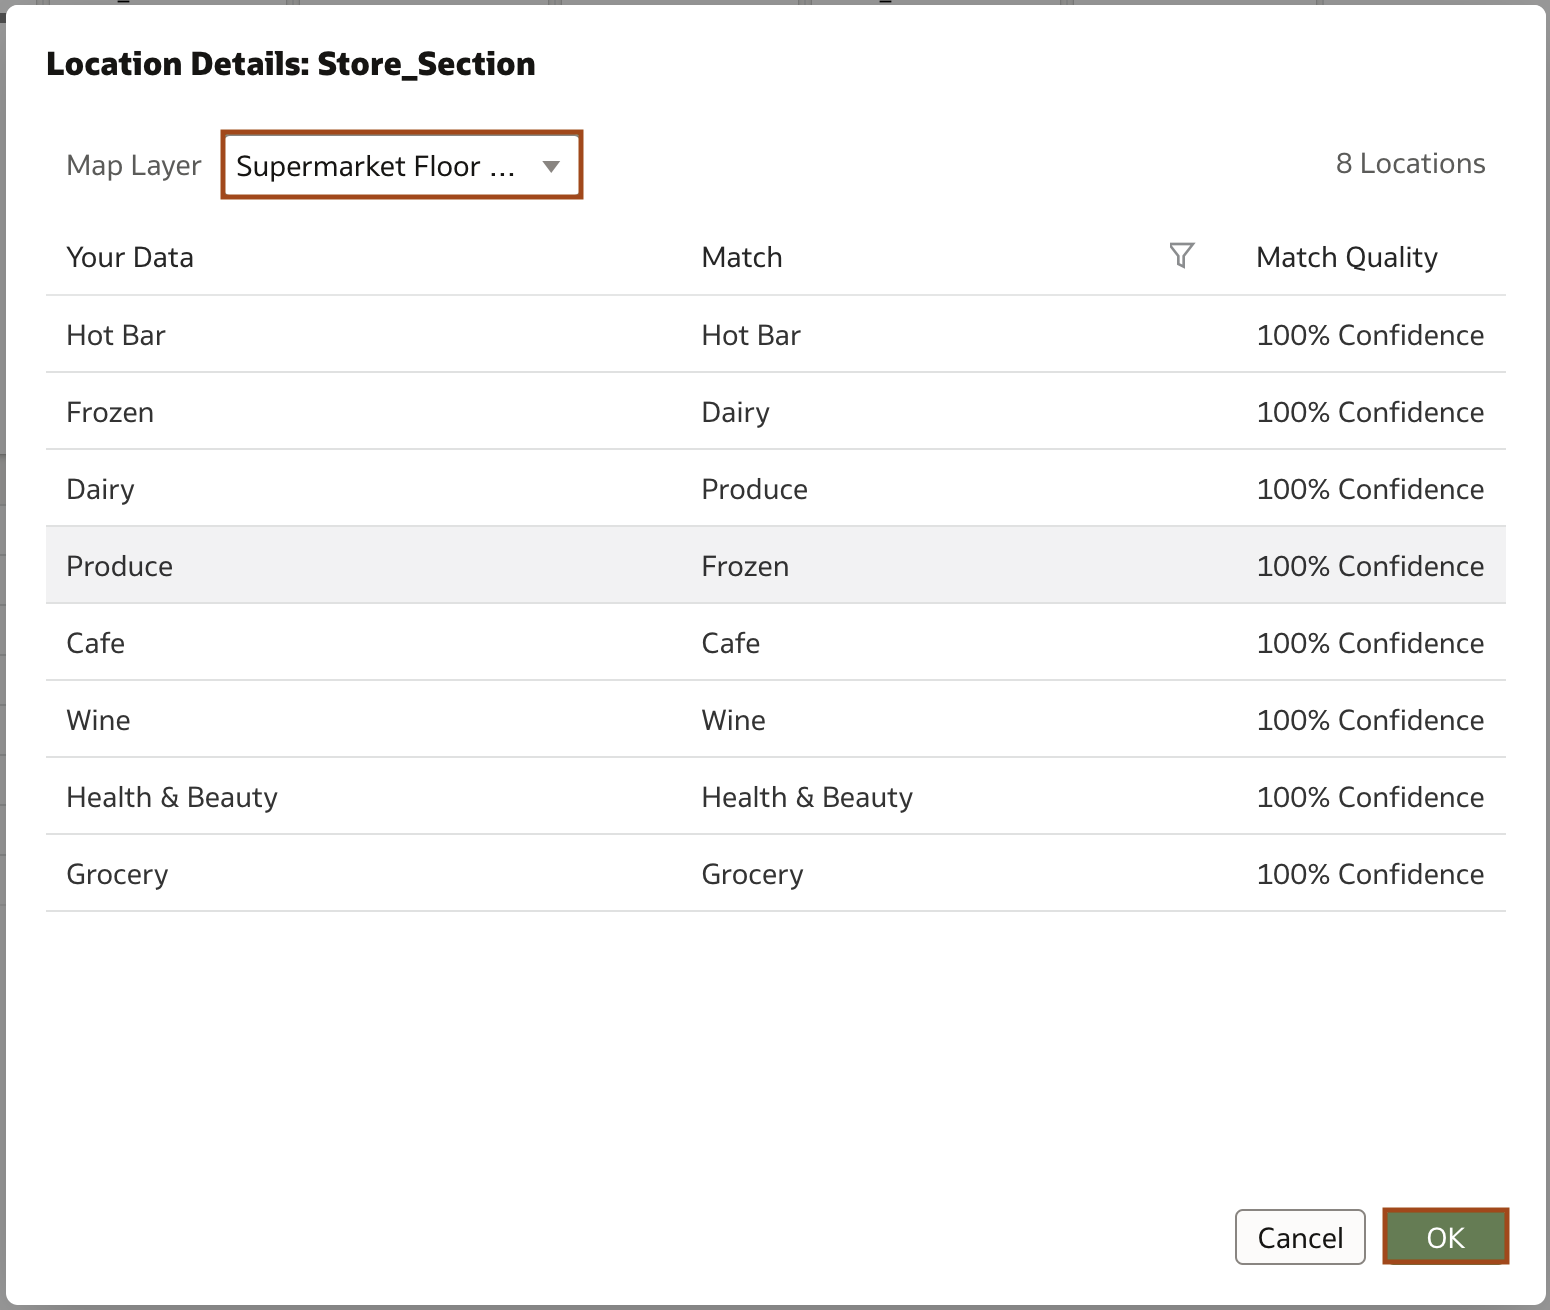 Location Details: Store_Section
Map Layer Supermarket Floor ... 8 Locations
Your Data Match Match Quality
Hot Bar Hot Bar 100% Confidence
Frozen Dairy 100% Confidence
Dairy Produce 100% Confidence
Produce Frozen 100% Confidence
Cafe Cafe 100% Confidence
Wine Wine 100% Confidence
Health & Beauty Health & Beauty 100% Confidence
Grocery Grocery 100% Confidence
Cancel OK